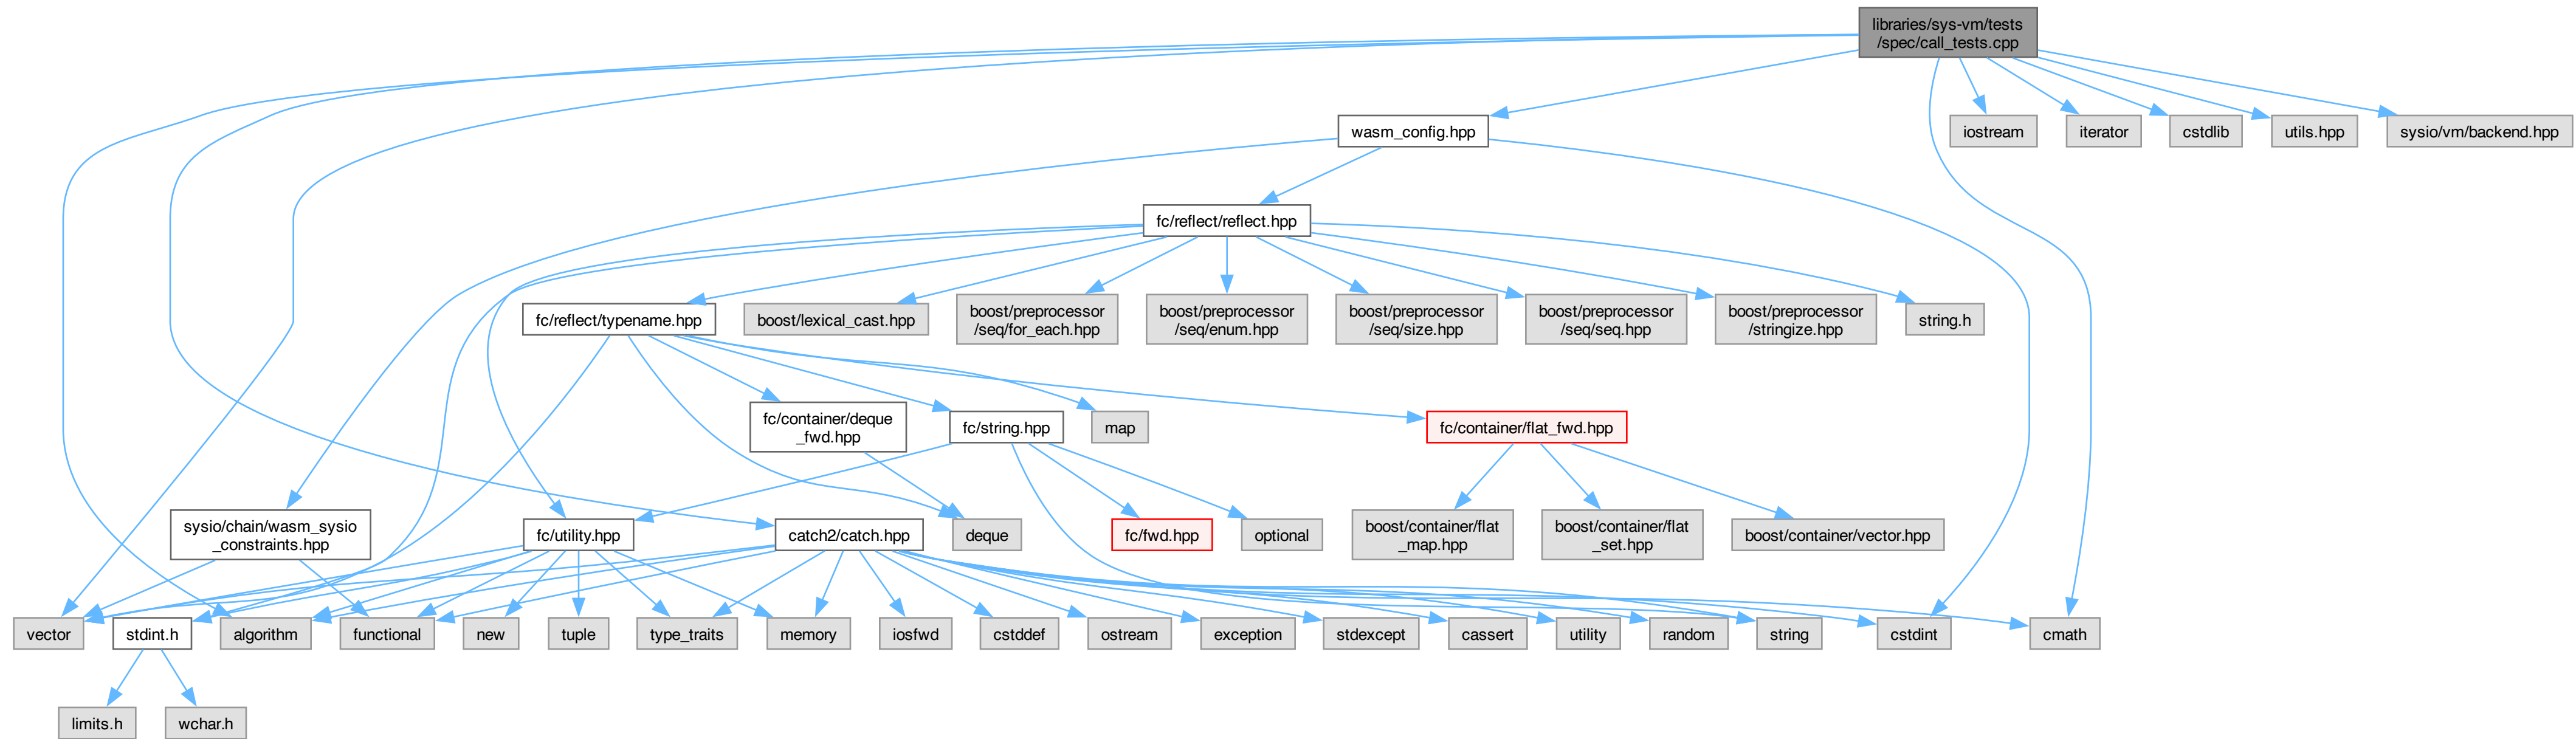 libraries/sys-vm/tests
/spec/call_tests.cpp
wasm_config.hpp
iostream
iterator
cstdlib
utils.hpp
sysio/vm/backend.hpp
fc/reflect/reflect.hpp
fc/reflect/typename.hpp
boost/lexical_cast.hpp
boost/preprocessor
/seq/for_each.hpp
boost/preprocessor
/seq/enum.hpp
boost/preprocessor
/seq/size.hpp
boost/preprocessor
/seq/seq.hpp
boost/preprocessor
/stringize.hpp
string.h
fc/container/deque
_fwd.hpp
fc/string.hpp
map
fc/container/flat_fwd.hpp
sysio/chain/wasm_sysio
_constraints.hpp
fc/utility.hpp
catch2/catch.hpp
deque
fc/fwd.hpp
optional
boost/container/flat
_map.hpp
boost/container/flat
_set.hpp
boost/container/vector.hpp
vector
stdint.h
algorithm
functional
new
tuple
type_traits
memory
iosfwd
cstddef
ostream
exception
stdexcept
cassert
utility
random
string
cstdint
cmath
limits.h
wchar.h